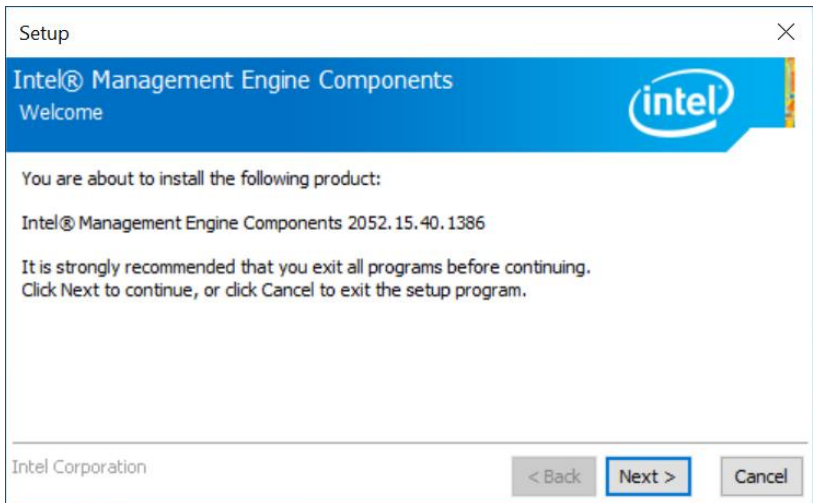 Setup
Intel® Management Engine Components
Welcome
intel
You are about to install the following product:
Intel® Management Engine Components 2052.15.40.1386
It is strongly recommended that you exit all programs before continuing.
Click Next to continue, or click Cancel to exit the setup program.
Intel Corporation
< Back Next > Cancel